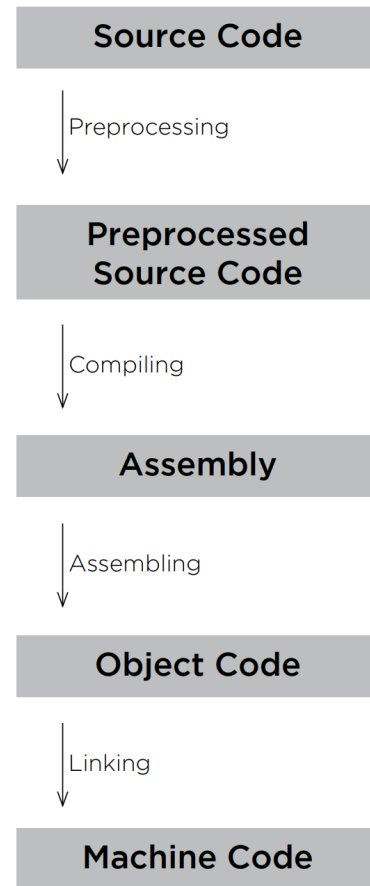 Source Code
Preprocessing
Preprocessed
Source Code
Compiling
Assembly
Assembling
Object Code
Linking
Machine Code